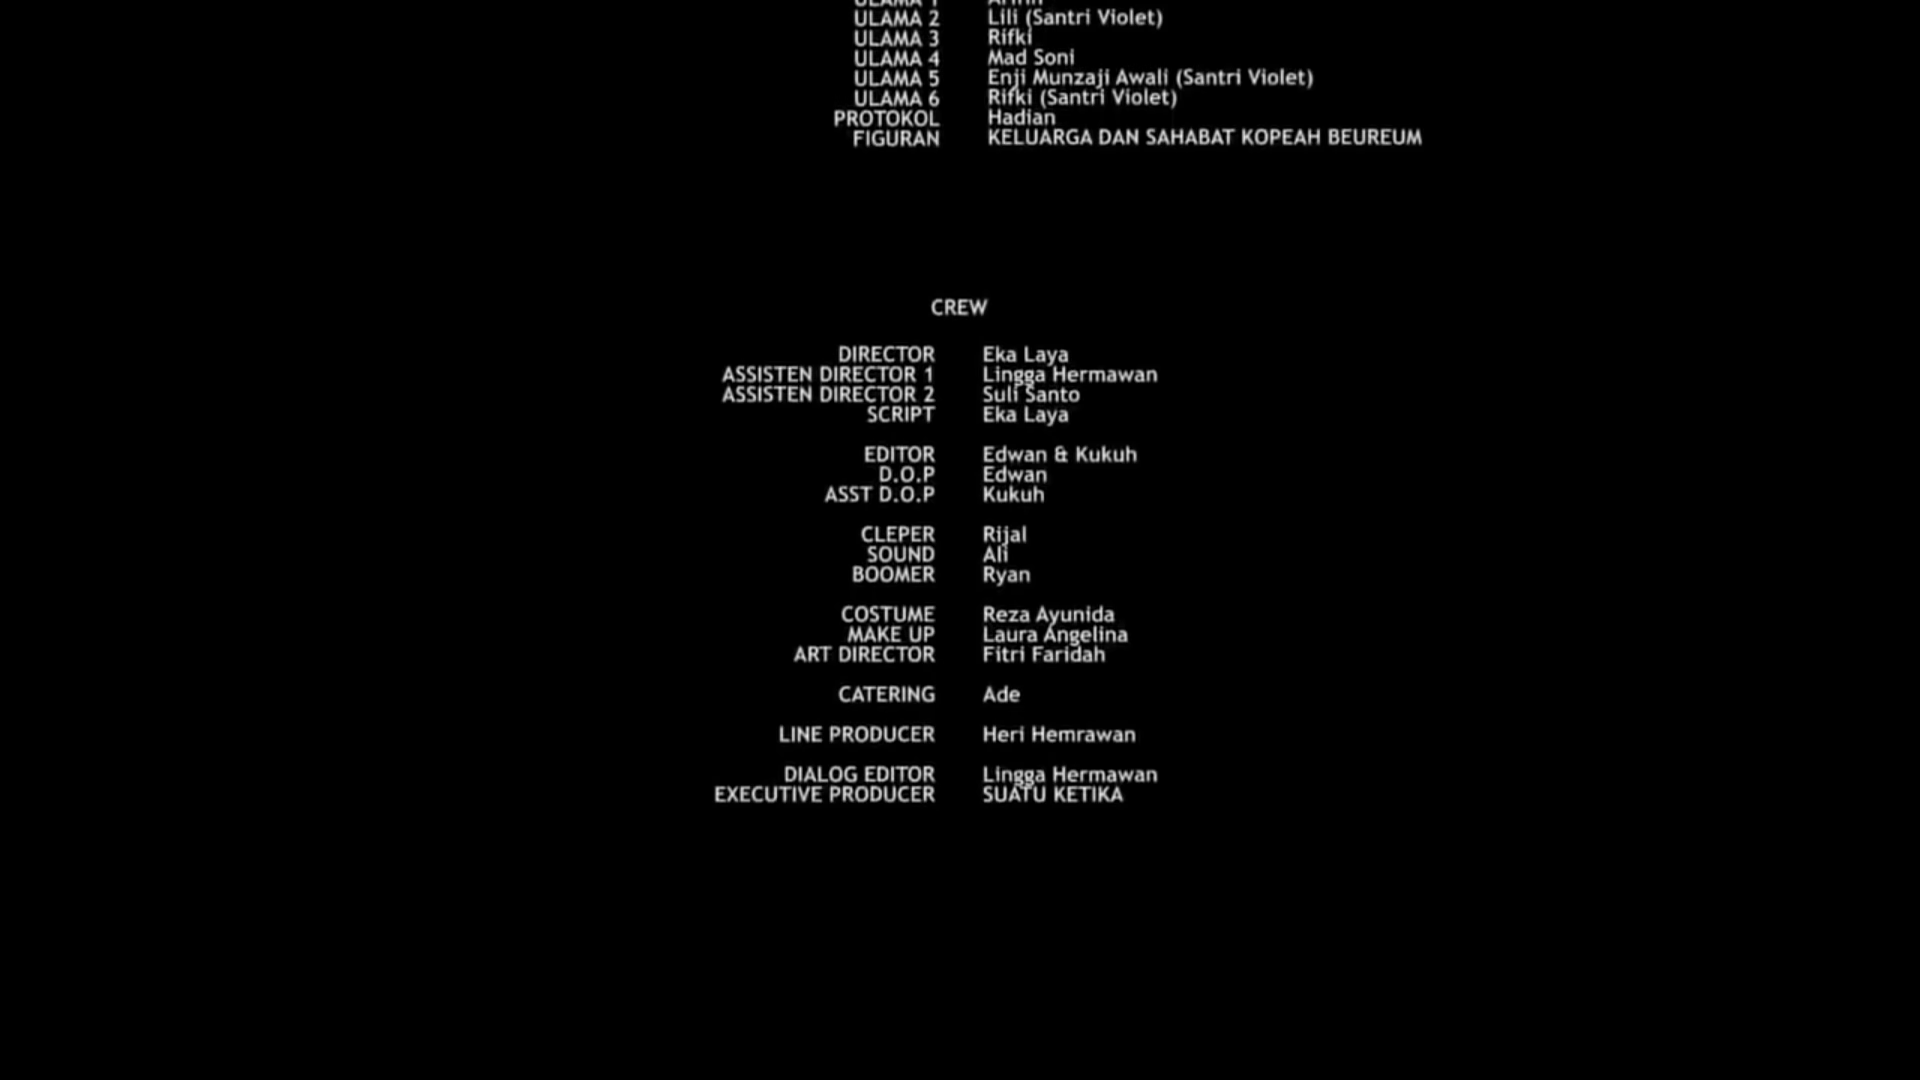 ULAMA 2 Lili (Santri Violet)
ULAMA 3 Rifki
ULAMA 4 Mad Soni
ULAMA 5 Enji Munzaji Awali (Santri Violet)
ULAMA 6 Rifki (Santri Violet)
PROTOKOL Hadian
FIGURAN KELUARGA DAN SAHABAT KOPEAH BEUREUM
CREW
DIRECTOR Eka Laya
ASSISTEN DIRECTOR 1 Lingga Hermawan
ASSISTEN DIRECTOR 2 Suli Santo
SCRIPT Eka Laya
EDITOR Edwan & Kukuh
D.O.P Edwan
ASST D.O.P Kukuh
CLEPER Rijal
SOUND Ali
BOOMER Ryan
COSTUME Reza Ayunida
MAKE UP Laura Angelina
ART DIRECTOR Fitri Faridah
CATERING Ade
LINE PRODUCER Heri Hemrawan
DIALOG EDITOR Lingga Hermawan
EXECUTIVE PRODUCER SUATU KETIKA